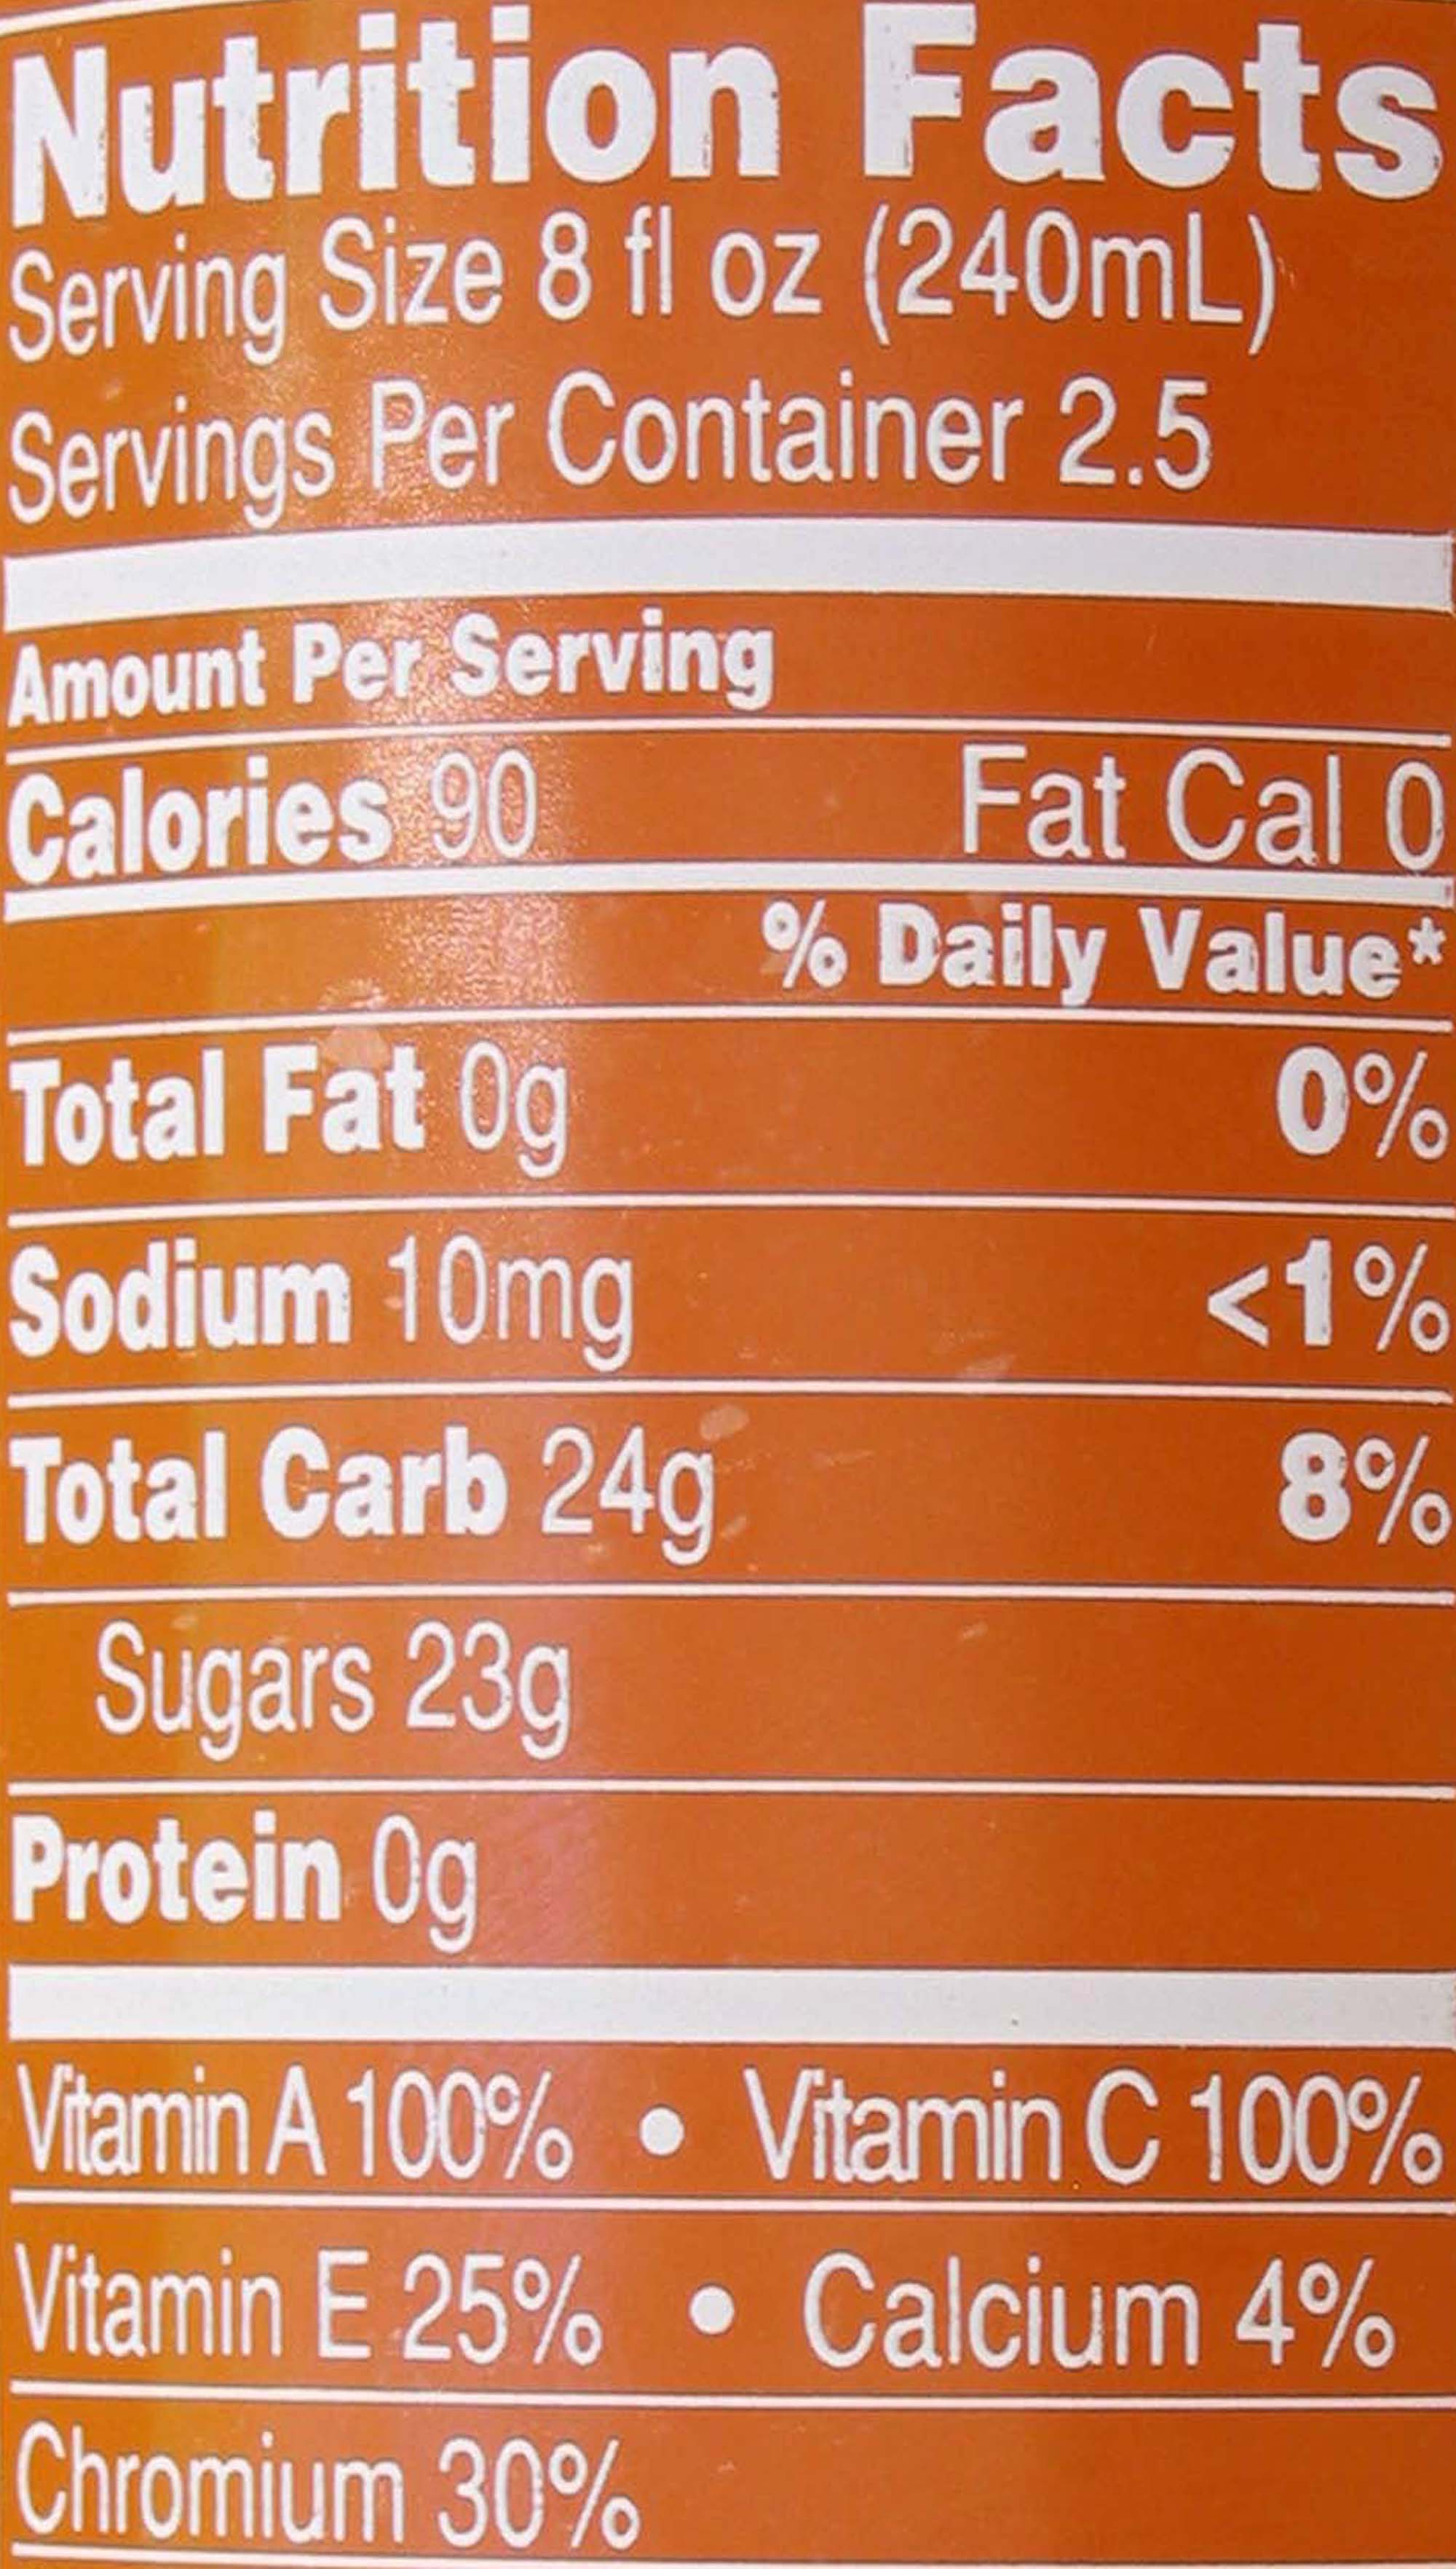 Nutrition Facts
Serving Size 8 fl oz (240mL)
Servings Per Container 2.5
Amount Per Serving
Calories 90 Fat Cal 0
% Daily Value*
Total Fat 0g 0%
Sodium 10mg <1%
Total Carb 24g 8%
Sugars 23g
Protein 0g
Vitamin A 100% • Vitamin C 100%
Vitamin E 25% • Calcium 4%
Chromium 30%